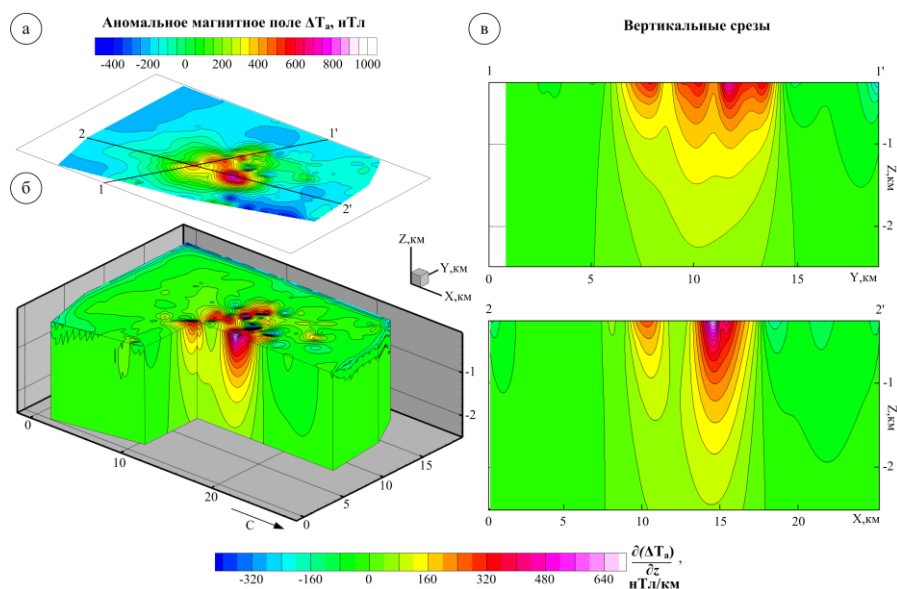 а
Аномальное магнитное поле ΔTₐ, нТл
-400 -200 0 200 400 600 800 1000
2
1'
1
2'
б
Z,км
Y,км
X,км
-1
-2
0
10
20
0
5
10
15
С
в
Вертикальные срезы
1
1'
-1
-2
Z,км
0 5 10 15 Y,км
2
2'
-1
-2
Z,км
0 5 10 15 20 X,км
-320 -160 0 160 320 480 640
∂(ΔTₐ)
∂z ,
нТл/км